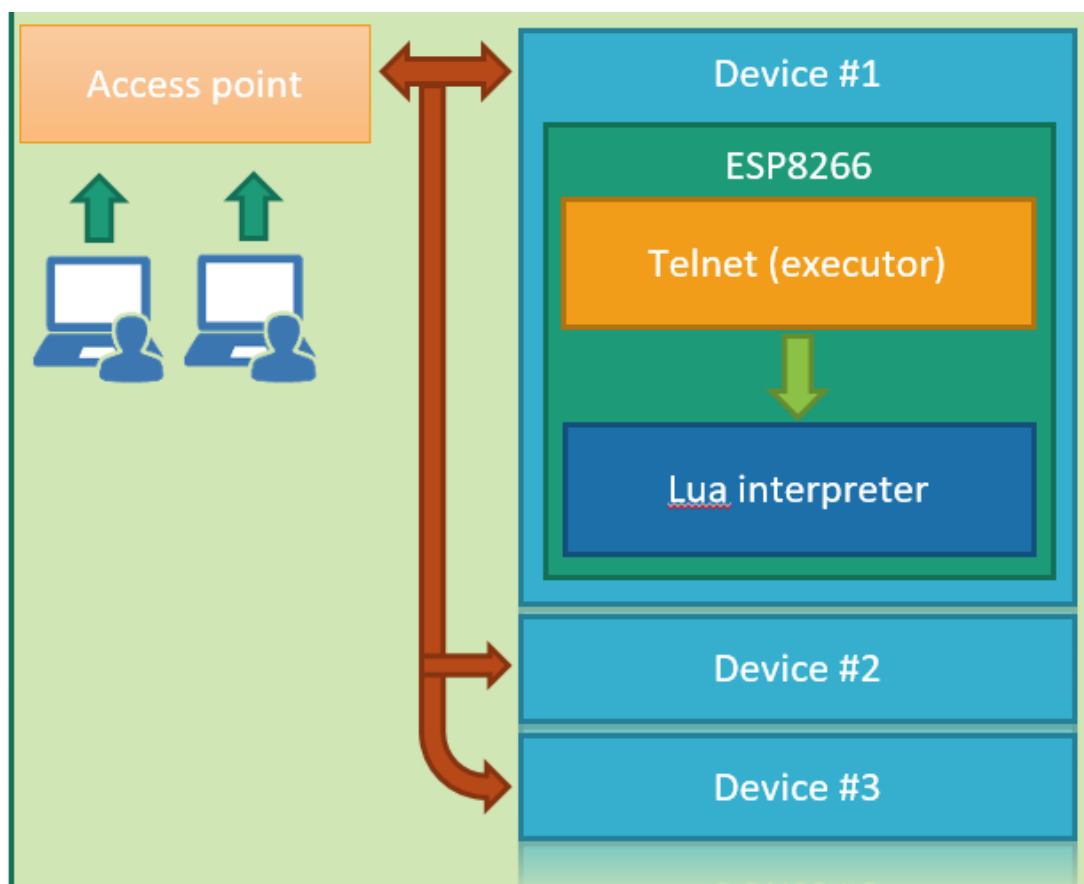 Access point
Device #1
ESP8266
Telnet (executor)
Lua interpreter
Device #2
Device #3